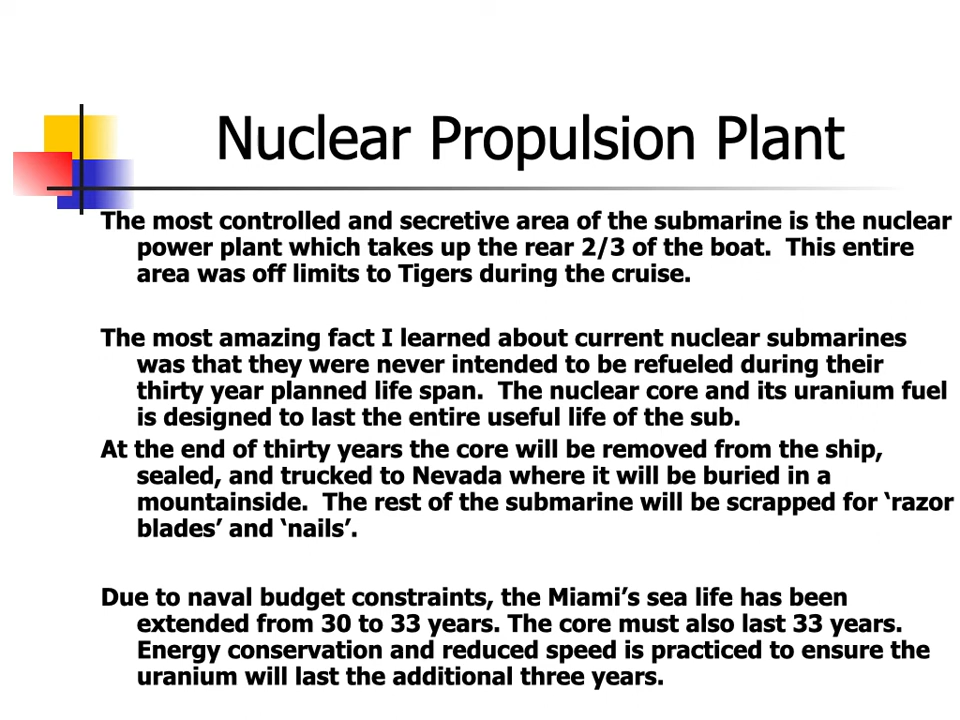 Nuclear Propulsion Plant
The most controlled and secretive area of the submarine is the nuclear
power plant which takes up the rear 2/3 of the boat.  This entire
area was off limits to Tigers during the cruise.
The most amazing fact I learned about current nuclear submarines
was that they were never intended to be refueled during their
thirty year planned life span.  The nuclear core and its uranium fuel
is designed to last the entire useful life of the sub.
At the end of thirty years the core will be removed from the ship,
sealed, and trucked to Nevada where it will be buried in a
mountainside.  The rest of the submarine will be scrapped for ‘razor
blades’ and ‘nails’.
Due to naval budget constraints, the Miami’s sea life has been
extended from 30 to 33 years. The core must also last 33 years.
Energy conservation and reduced speed is practiced to ensure the
uranium will last the additional three years.